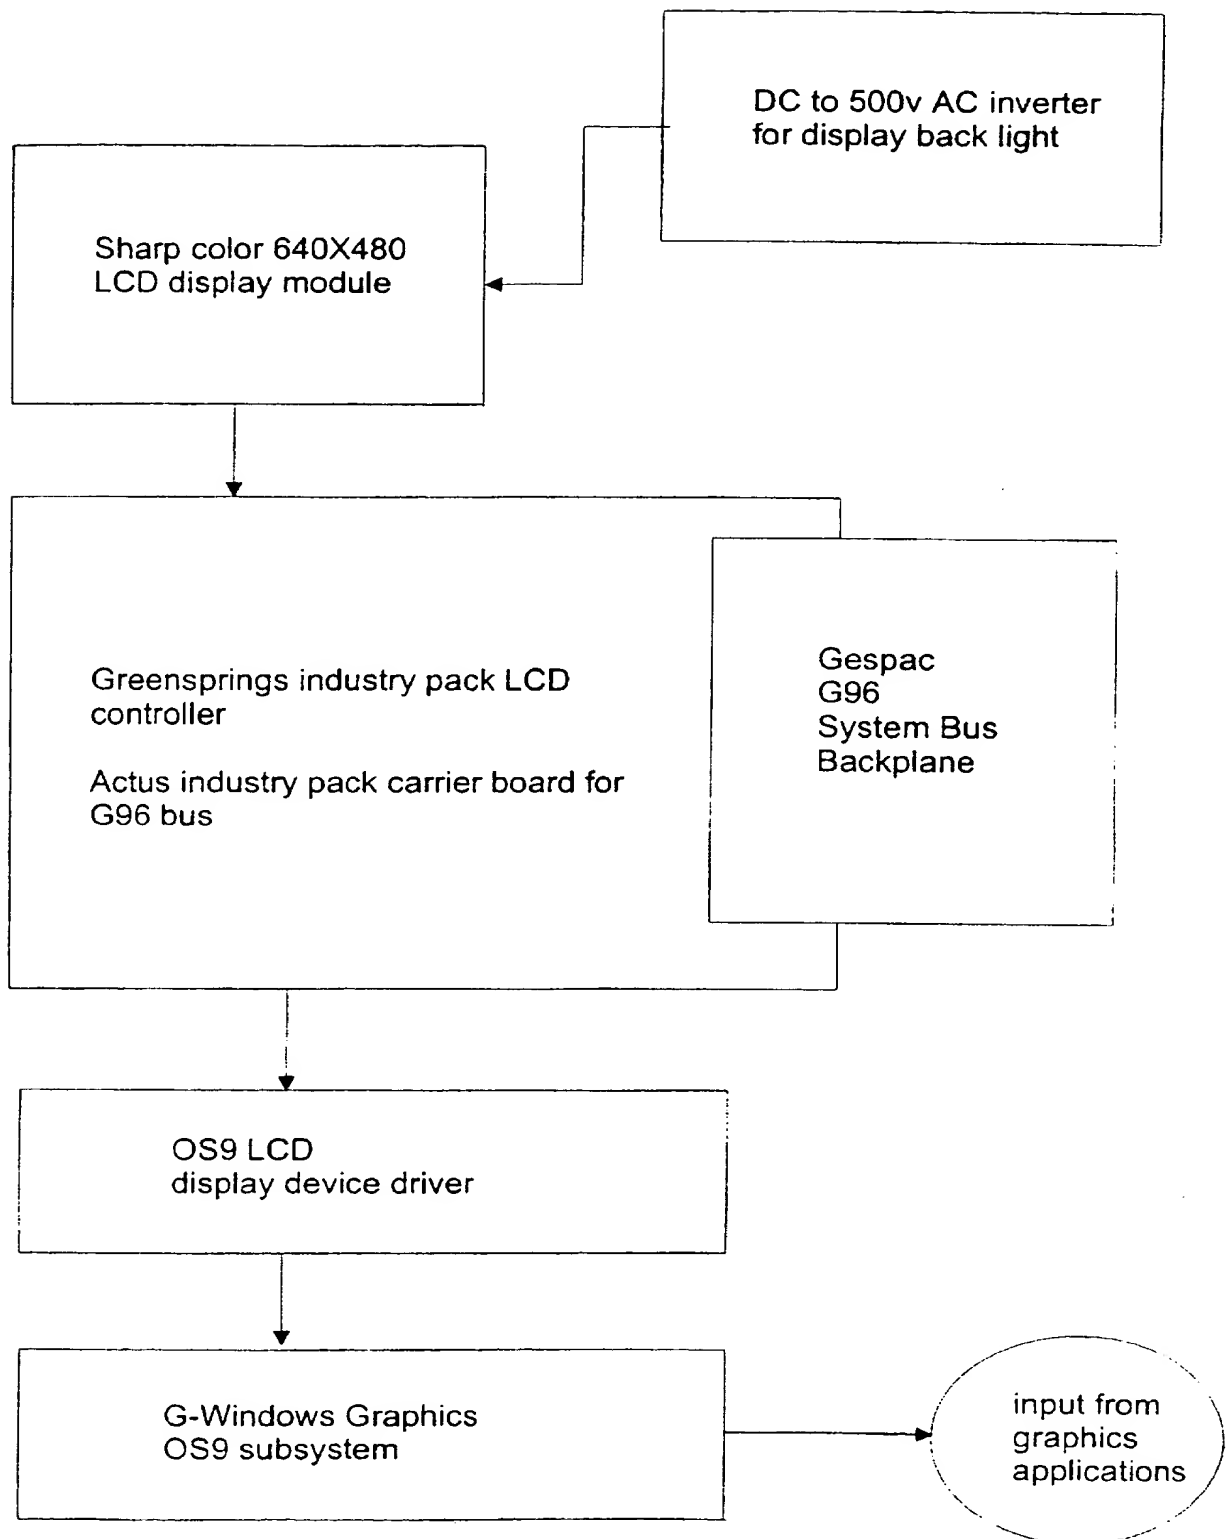 DC to 500v AC inverter
for display back light
Sharp color 640X480
LCD display module
Greensprings industry pack LCD
controller
Actus industry pack carrier board for
G96 bus
Gespac
G96
System Bus
Backplane
OS9 LCD
display device driver
G-Windows Graphics
OS9 subsystem
input from
graphics
applications